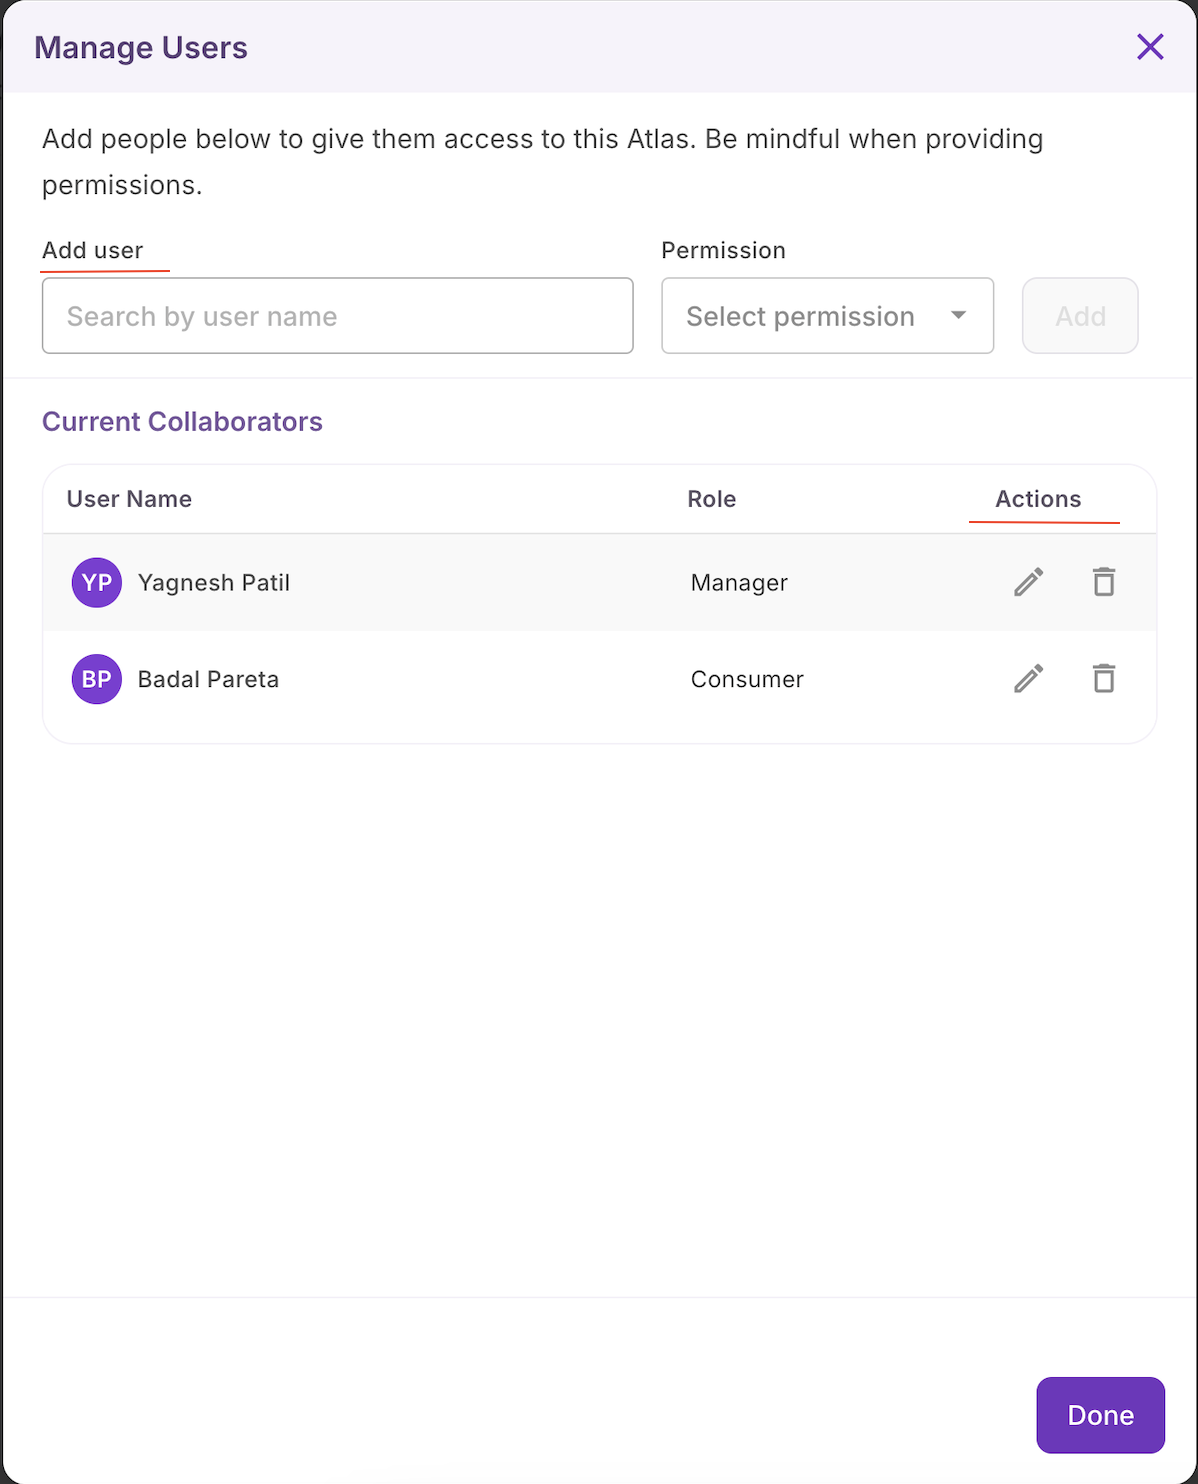 Manage Users
Add people below to give them access to this Atlas. Be mindful when providing
permissions.
Add user
Permission
Search by user name
Select permission
Add
Current Collaborators
User Name
Role
Actions
YP
Yagnesh Patil
Manager
BP
Badal Pareta
Consumer
Done